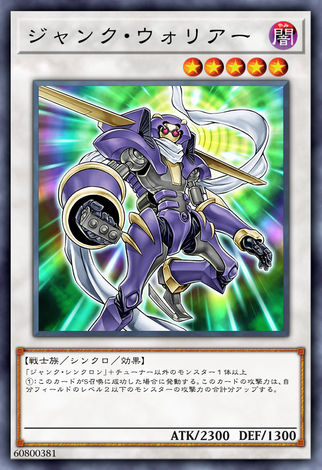 ジャンク・ウォリアー
やみ
闇
【戦士族／シンクロ／効果】
「ジャンク・シンクロン」＋チューナー以外のモンスター１体以上
①：このカードがS召喚に成功した場合に発動する。このカードの攻撃力は、自
分フィールドのレベル２以下のモンスターの攻撃力の合計分アップする。
ATK/2300 DEF/1300
60800381